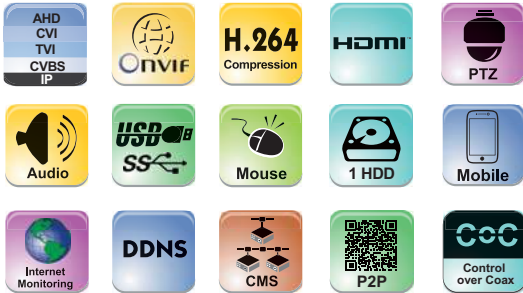 AHD
CVI
TVI
CVBS
IP
ONVIF
H.264
Compression
HDMI
PTZ
Audio
USB
SS
Mouse
1 HDD
Mobile
Internet
Monitoring
DDNS
CMS
P2P
CoC
Control
over Coax